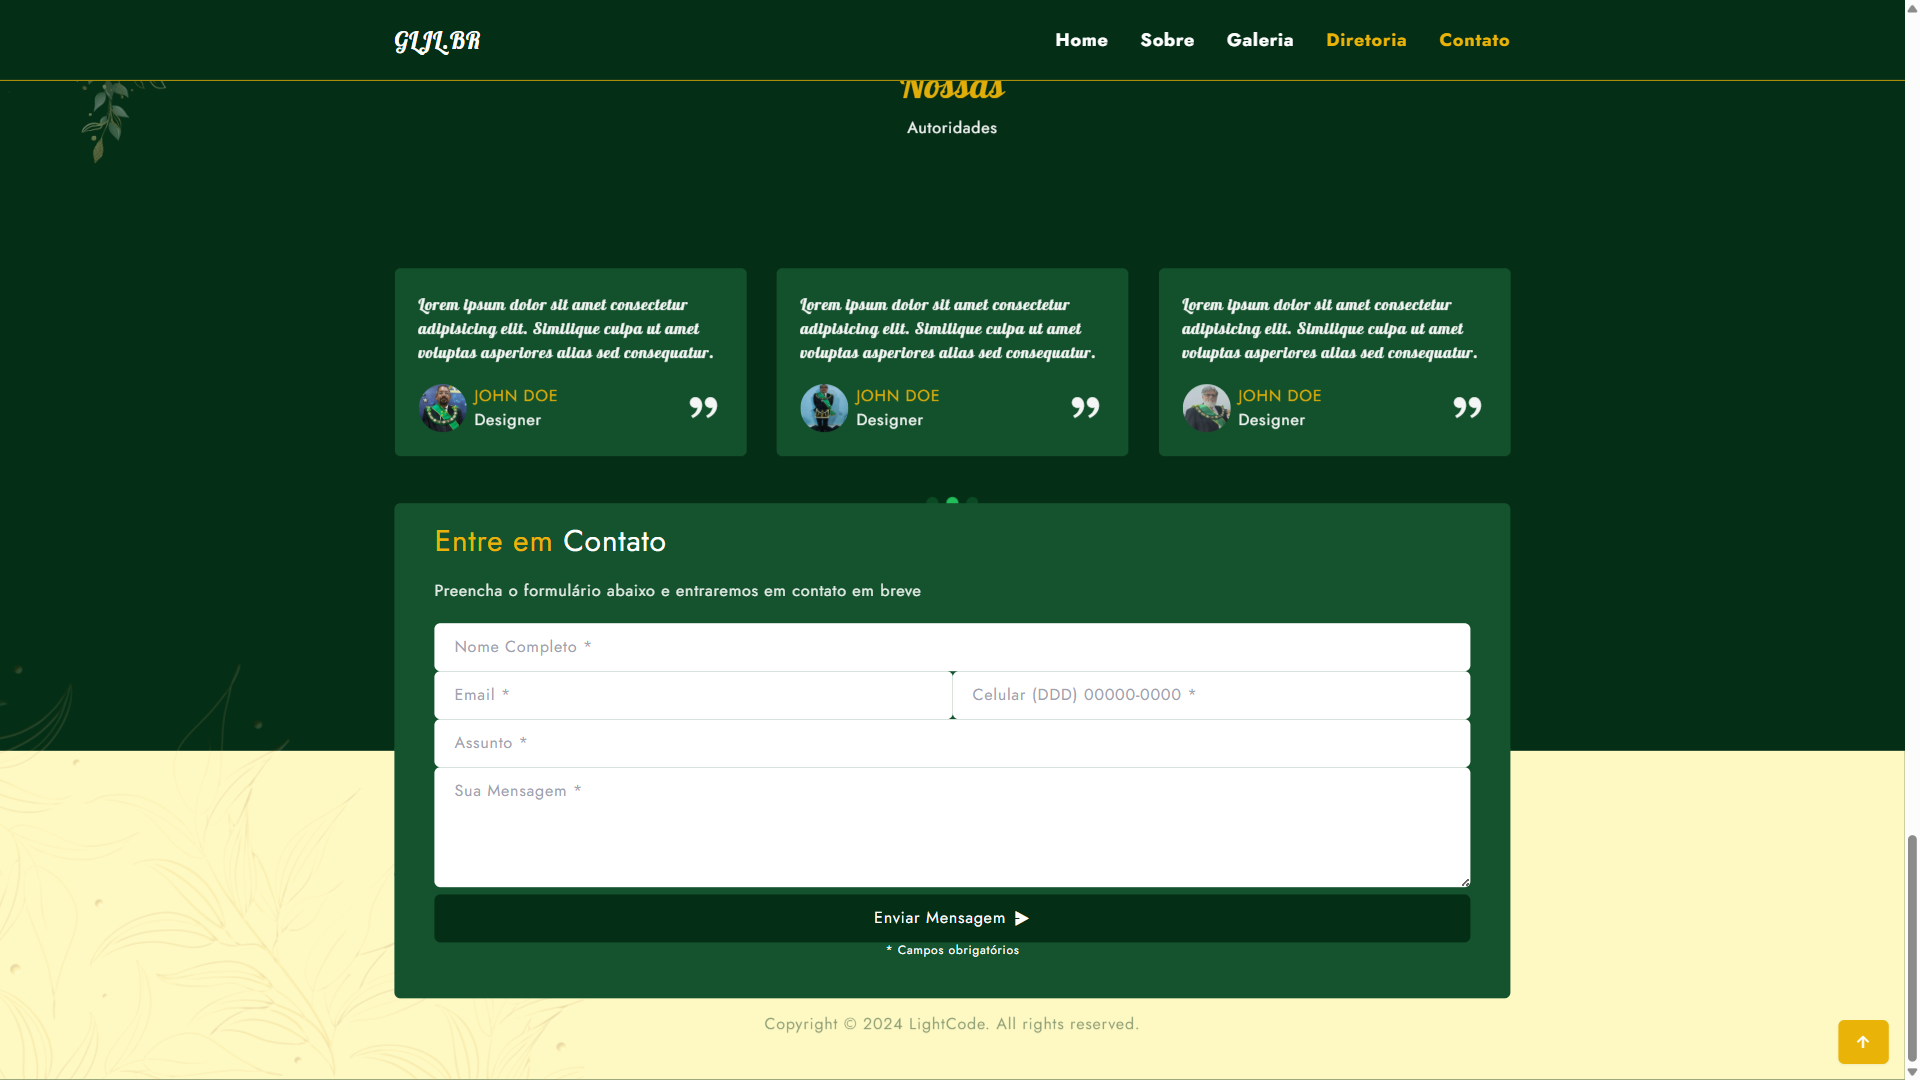 GLJL.BR
Home Sobre Galeria Diretoria Contato
Nossas
Autoridades
Lorem ipsum dolor sit amet consectetur
adipisicing elit. Similique culpa ut amet
voluptas asperiores alias sed consequatur.
JOHN DOE
Designer
Lorem ipsum dolor sit amet consectetur
adipisicing elit. Similique culpa ut amet
voluptas asperiores alias sed consequatur.
JOHN DOE
Designer
Lorem ipsum dolor sit amet consectetur
adipisicing elit. Similique culpa ut amet
voluptas asperiores alias sed consequatur.
JOHN DOE
Designer
Entre em Contato
Preencha o formulário abaixo e entraremos em contato em breve
Nome Completo *
Email *
Celular (DDD) 00000-0000 *
Assunto *
Sua Mensagem *
Enviar Mensagem
* Campos obrigatórios
Copyright © 2024 LightCode. All rights reserved.